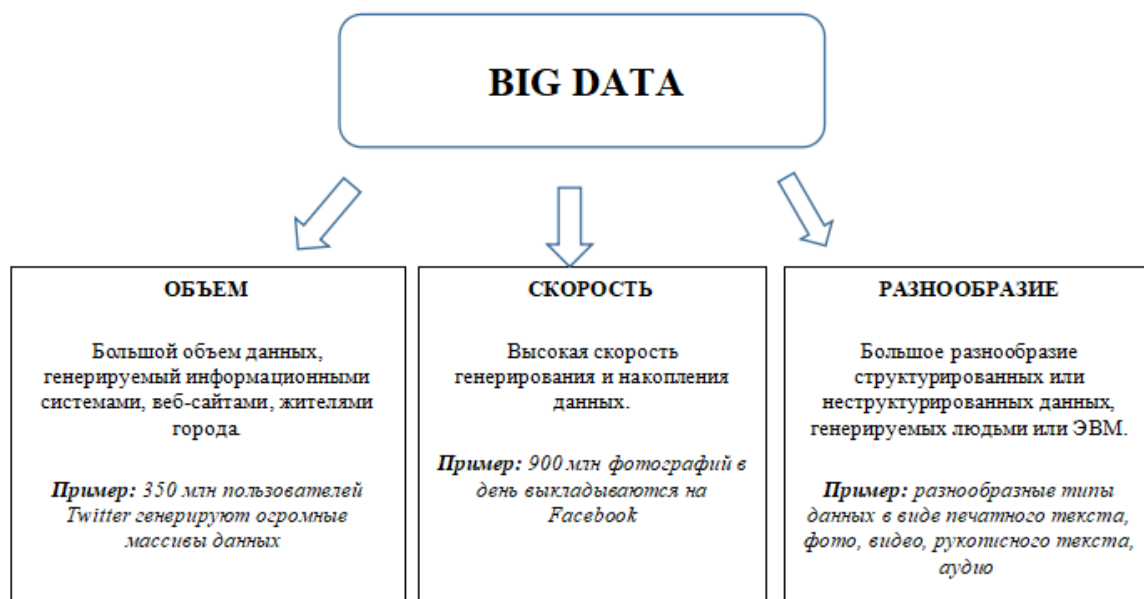 BIG DATA
ОБЪЕМ
Большой объем данных,
генерируемый информационными
системами, веб-сайтами, жителями
города.
Пример: 350 млн пользователей
Twitter генерируют огромные
массивы данных
СКОРОСТЬ
Высокая скорость
генерирования и накопления
данных.
Пример: 900 млн фотографий в
день выкладываются на
Facebook
РАЗНООБРАЗИЕ
Большое разнообразие
структурированных или
неструктурированных данных,
генерируемых людьми или ЭВМ.
Пример: разнообразные типы
данных в виде печатного текста,
фото, видео, рукописного текста,
аудио